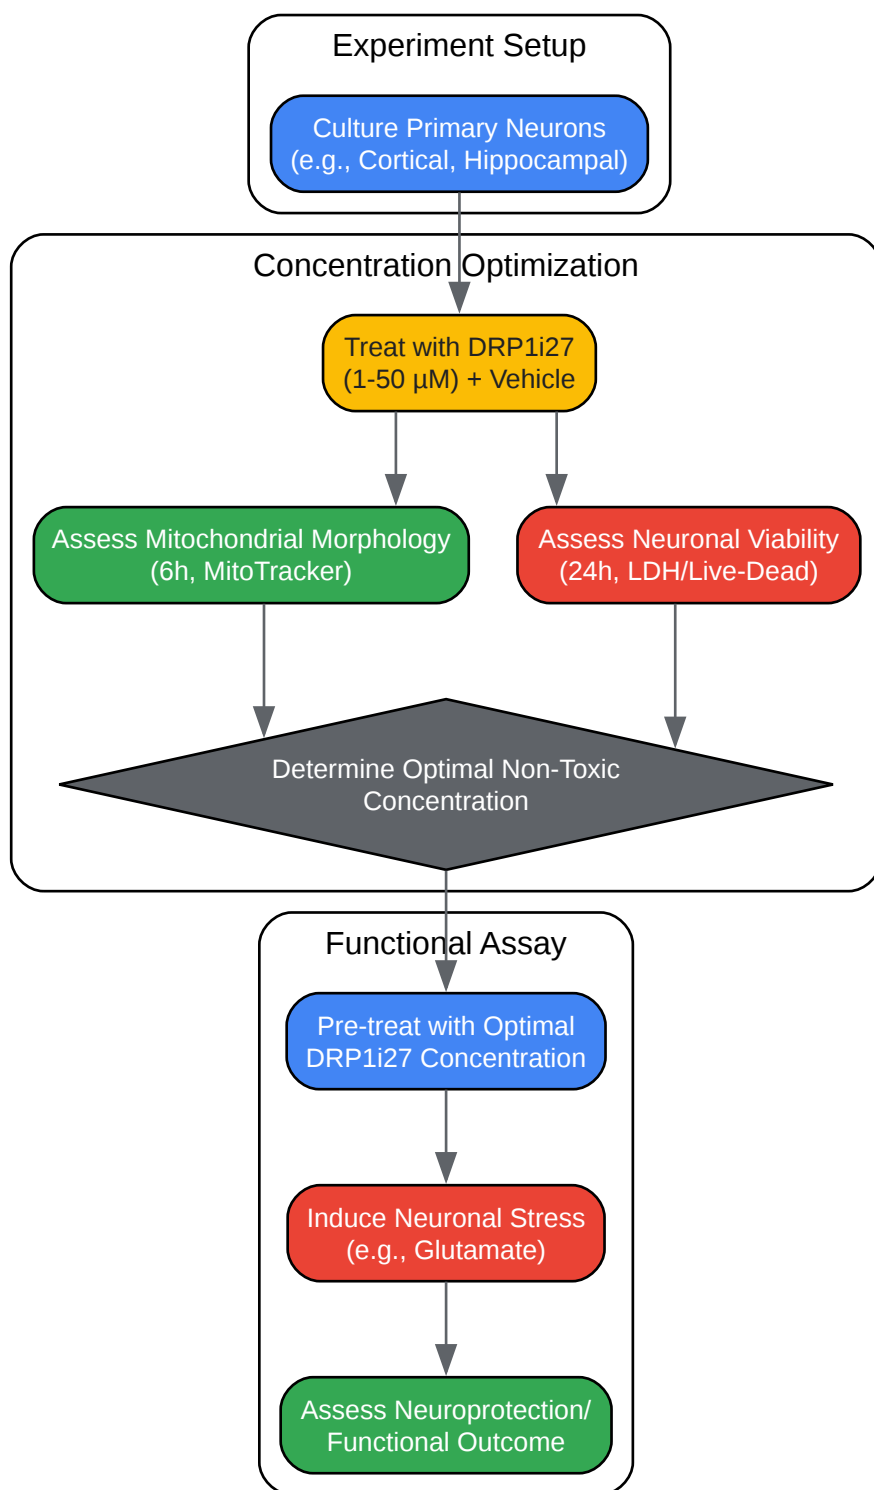 Experiment Setup
Culture Primary Neurons
(e.g., Cortical, Hippocampal)
Concentration Optimization
Treat with DRP1i27
(1-50 µM) + Vehicle
Assess Mitochondrial Morphology
(6h, MitoTracker)
Assess Neuronal Viability
(24h, LDH/Live-Dead)
Determine Optimal Non-Toxic
Concentration
Functional Assay
Pre-treat with Optimal
DRP1i27 Concentration
Induce Neuronal Stress
(e.g., Glutamate)
Assess Neuroprotection/
Functional Outcome